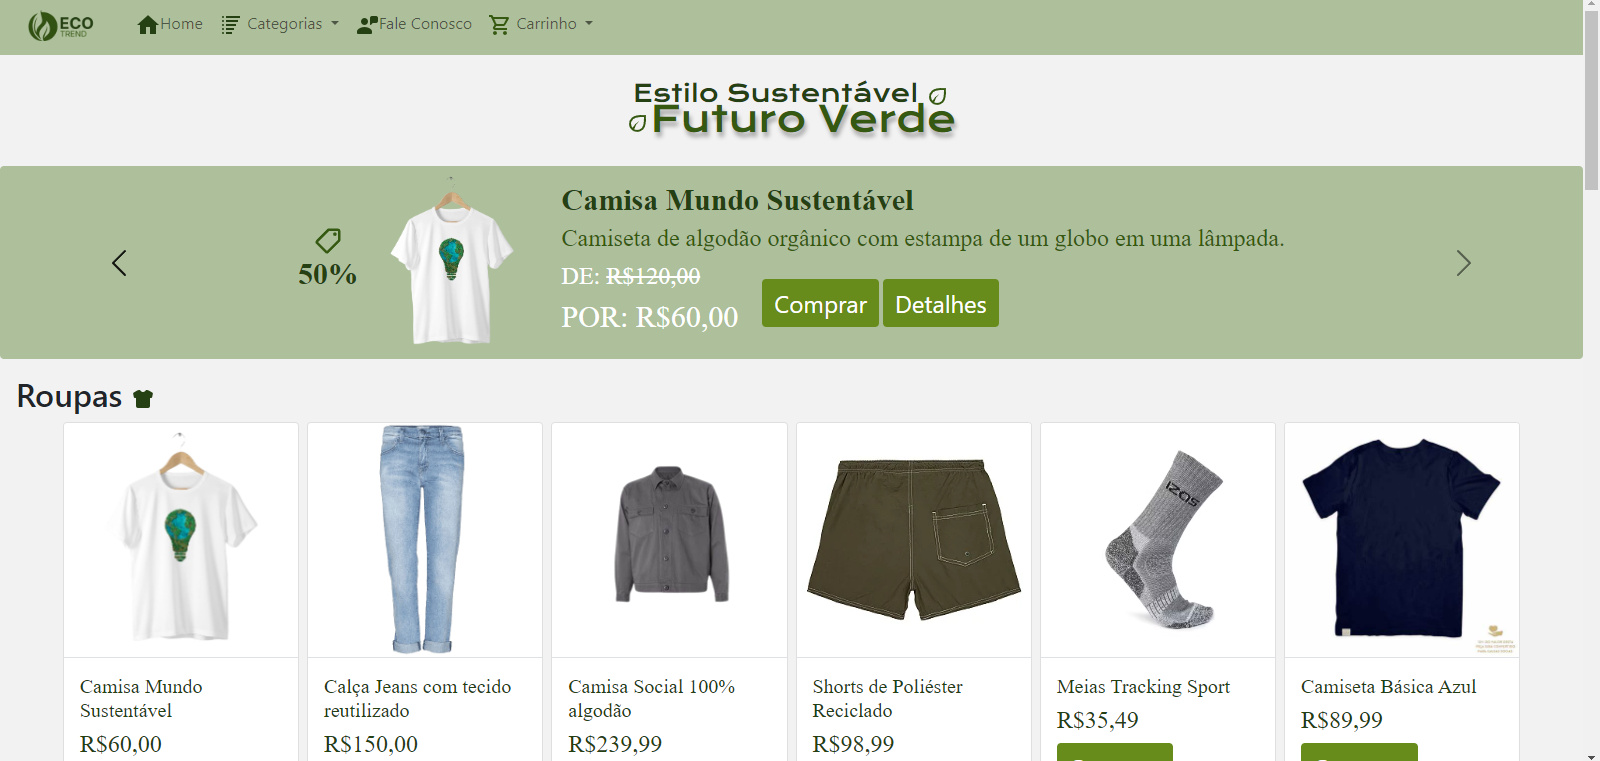 ECO
TREND
Home
Categorias
Fale Conosco
Carrinho
Estilo Sustentável
Futuro Verde
50%
Camisa Mundo Sustentável
Camiseta de algodão orgânico com estampa de um globo em uma lâmpada.
DE: R$120,00
POR: R$60,00
Comprar
Detalhes
Roupas
IZOS
Camisa Mundo
Sustentável
R$60,00
Calça Jeans com tecido
reutilizado
R$150,00
Camisa Social 100%
algodão
R$239,99
Shorts de Poliéster
Reciclado
R$98,99
Meias Tracking Sport
R$35,49
Camiseta Básica Azul
R$89,99